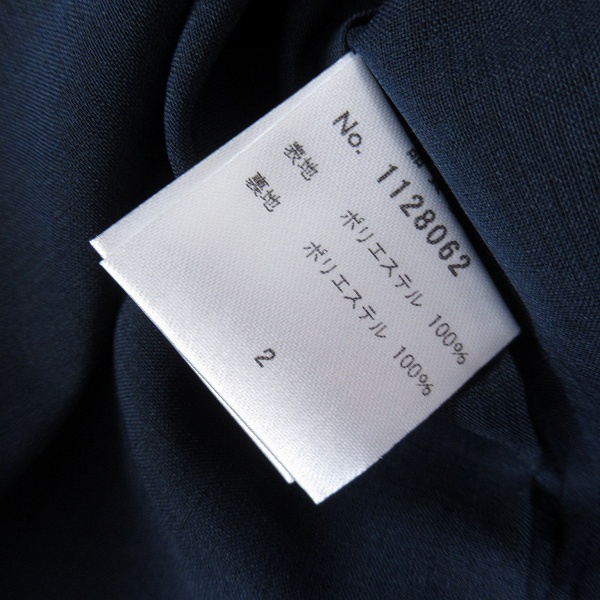 No. 1128062
表地 ポリエステル 100%
裏地 ポリエステル 100%
2